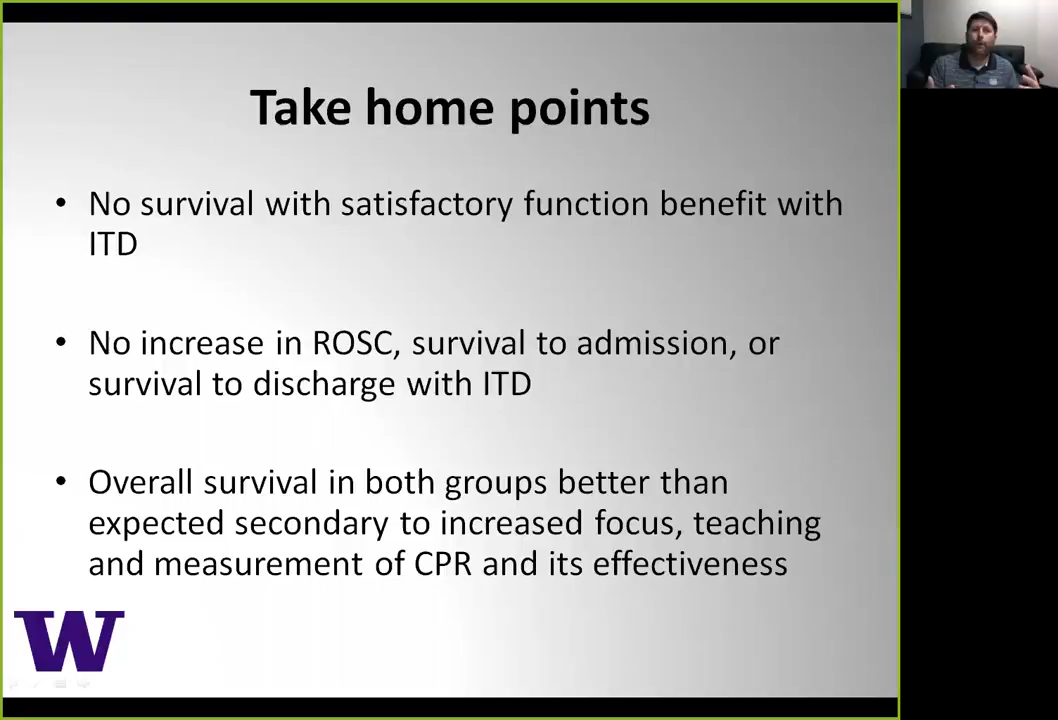 Take home points
• No survival with satisfactory function benefit with
ITD
• No increase in ROSC, survival to admission, or
survival to discharge with ITD
• Overall survival in both groups better than
expected secondary to increased focus, teaching
and measurement of CPR and its effectiveness
W